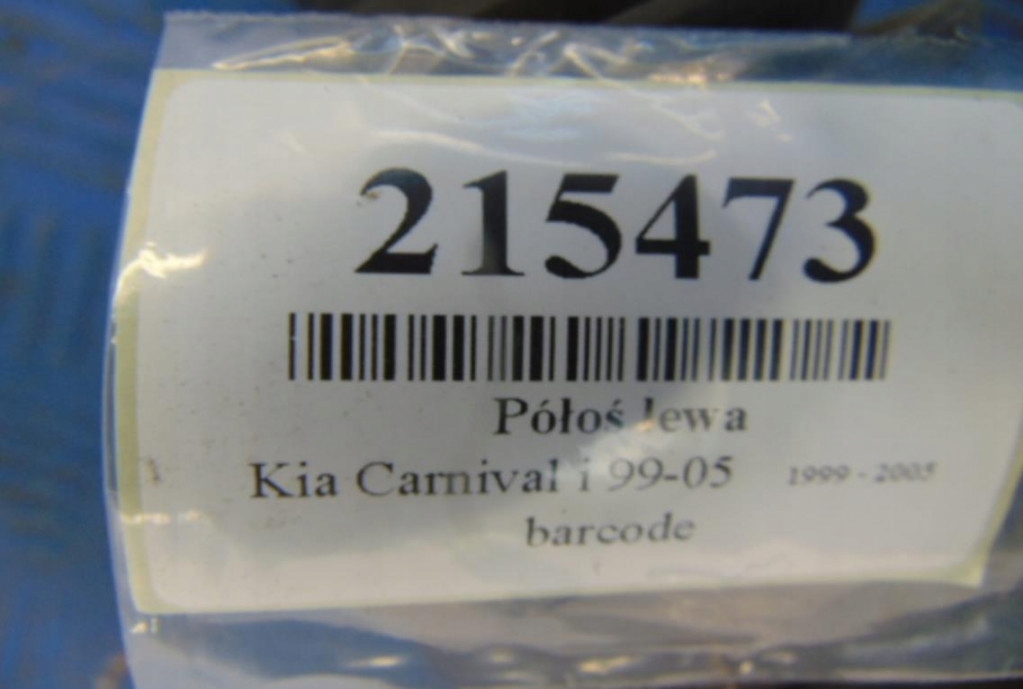 215473
Półoś lewa
Kia Carnival i 99-05 1999 - 2005
barcode